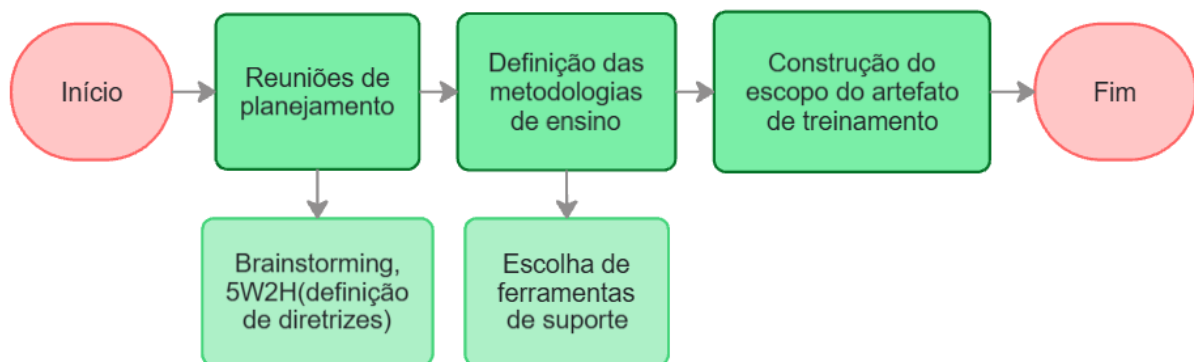 Início
Reuniões de
planejamento
Definição das
metodologias
de ensino
Construção do
escopo do artefato
de treinamento
Fim
Brainstorming,
5W2H(definição
de diretrizes)
Escolha de
ferramentas
de suporte